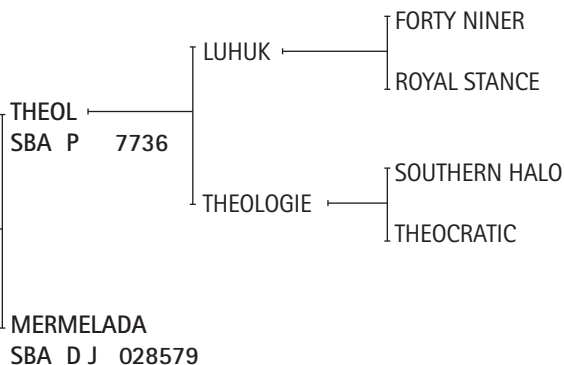 FORTY NINER
LUHUK
ROYAL STANCE
THEOL
SBA P 7736
SOUTHERN HALO
THEOLOGIE
THEOCRATIC
MERMELADA
SBA D J 028579